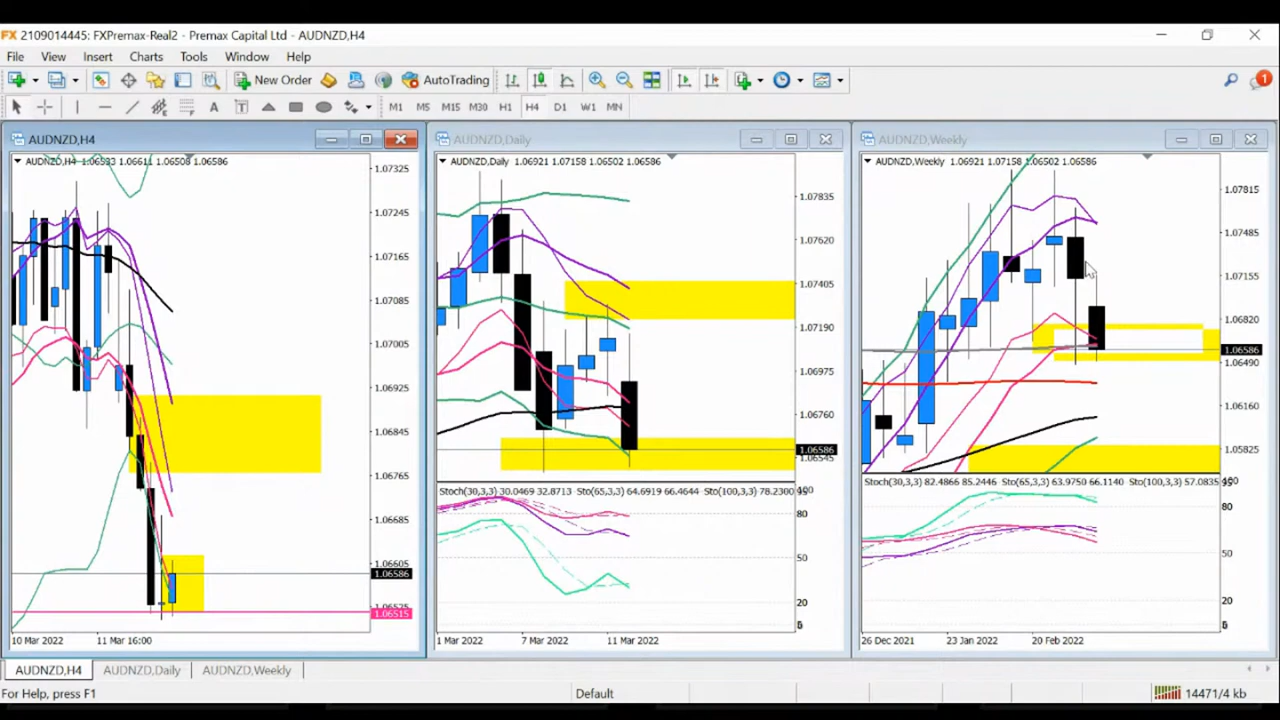 FX 2109014445: FXPremax-Real2 - Premax Capital Ltd - AUDNZD,H4
File View Insert Charts Tools Window Help
New Order AutoTrading 1
A T M1 M5 M15 M30 H1 H4 D1 W1 MN
AUDNZD,H4
AUDNZD,H4 1.06533 1.06611 1.06508 1.06586
1.07325
1.07245
1.07165
1.07085
1.07005
1.06925
1.06845
1.06765
1.06685
1.06605
1.06586
1.06515
10 Mar 2022 11 Mar 16:00
AUDNZD,Daily
AUDNZD,Daily 1.06921 1.07158 1.06502 1.06586
1.07835
1.07620
1.07405
1.07190
1.06760
1.06586
1.06545
Stoch(30,3,3) 30.0469 32.8713 Sto(65,3,3) 64.6919 66.4644 Sto(100,3,3) 78.2300
80
50
20
1 Mar 2022 7 Mar 2022 11 Mar 2022
AUDNZD,Weekly
AUDNZD,Weekly 1.06921 1.07158 1.06502 1.06586
1.07815
1.07485
1.07155
1.06820
1.06586
1.06490
1.06160
1.05825
Stoch(30,3,3) 82.4866 85.2446 Sto(65,3,3) 63.9750 66.1140 Sto(100,3,3) 57.0835
80
50
20
26 Dec 2021 23 Jan 2022 20 Feb 2022
AUDNZD,H4 AUDNZD,Daily AUDNZD,Weekly
For Help, press F1 Default 14471/4 kb